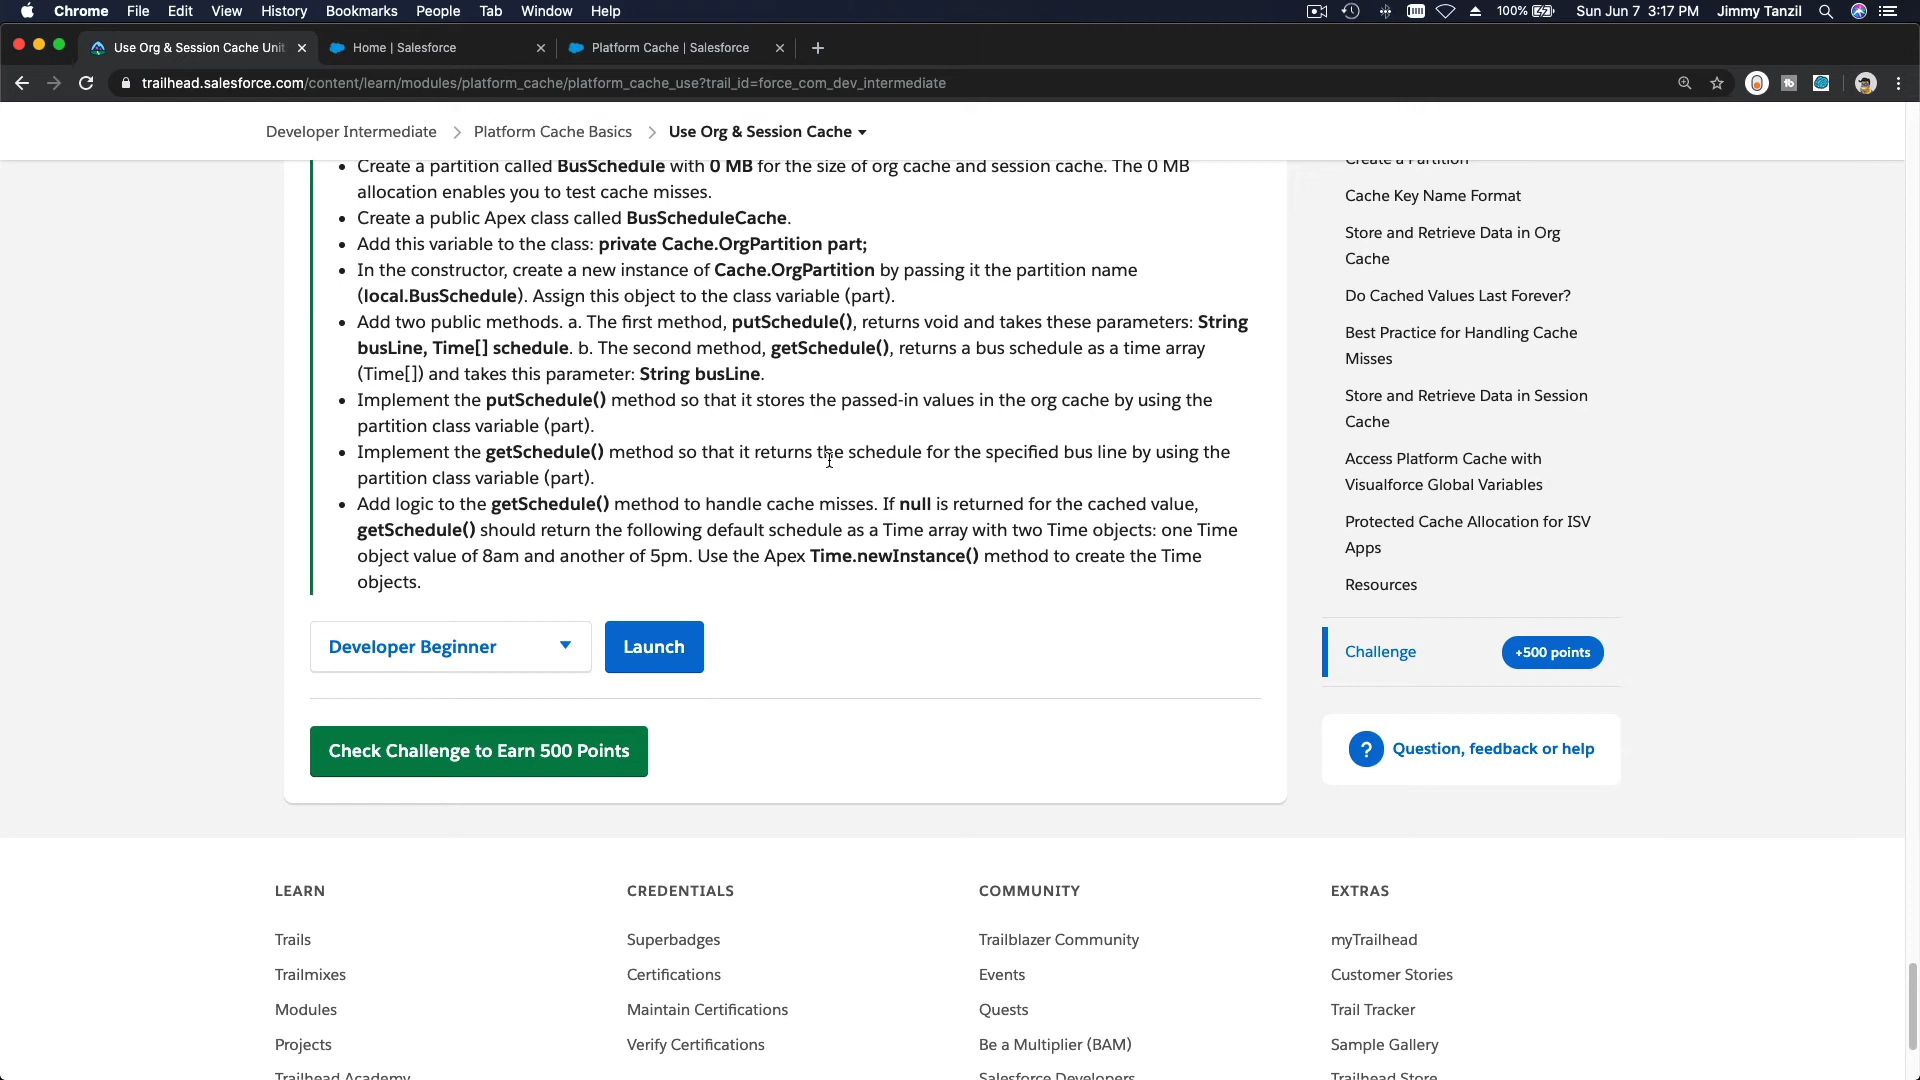 Chrome File Edit View History Bookmarks People Tab Window Help 100% Sun Jun 7 3:17 PM Jimmy Tanzil
Use Org & Session Cache Unit Home | Salesforce Platform Cache | Salesforce
trailhead.salesforce.com/content/learn/modules/platform_cache/platform_cache_use?trail_id=force_com_dev_intermediate
Developer Intermediate Platform Cache Basics Use Org & Session Cache
• Create a partition called BusSchedule with 0 MB for the size of org cache and session cache. The 0 MB
allocation enables you to test cache misses.
• Create a public Apex class called BusScheduleCache.
• Add this variable to the class: private Cache.OrgPartition part;
• In the constructor, create a new instance of Cache.OrgPartition by passing it the partition name
(local.BusSchedule). Assign this object to the class variable (part).
• Add two public methods. a. The first method, putSchedule(), returns void and takes these parameters: String
busLine, Time[] schedule. b. The second method, getSchedule(), returns a bus schedule as a time array
(Time[]) and takes this parameter: String busLine.
• Implement the putSchedule() method so that it stores the passed-in values in the org cache by using the
partition class variable (part).
• Implement the getSchedule() method so that it returns the schedule for the specified bus line by using the
partition class variable (part).
• Add logic to the getSchedule() method to handle cache misses. If null is returned for the cached value,
getSchedule() should return the following default schedule as a Time array with two Time objects: one Time
object value of 8am and another of 5pm. Use the Apex Time.newInstance() method to create the Time
objects.
Developer Beginner Launch
Check Challenge to Earn 500 Points
Create a Partition
Cache Key Name Format
Store and Retrieve Data in Org
Cache
Do Cached Values Last Forever?
Best Practice for Handling Cache
Misses
Store and Retrieve Data in Session
Cache
Access Platform Cache with
Visualforce Global Variables
Protected Cache Allocation for ISV
Apps
Resources
Challenge +500 points
? Question, feedback or help
LEARN
Trails
Trailmixes
Modules
Projects
Trailhead Academy
CREDENTIALS
Superbadges
Certifications
Maintain Certifications
Verify Certifications
COMMUNITY
Trailblazer Community
Events
Quests
Be a Multiplier (BAM)
Salesforce Developers
EXTRAS
myTrailhead
Customer Stories
Trail Tracker
Sample Gallery
Trailhead Store